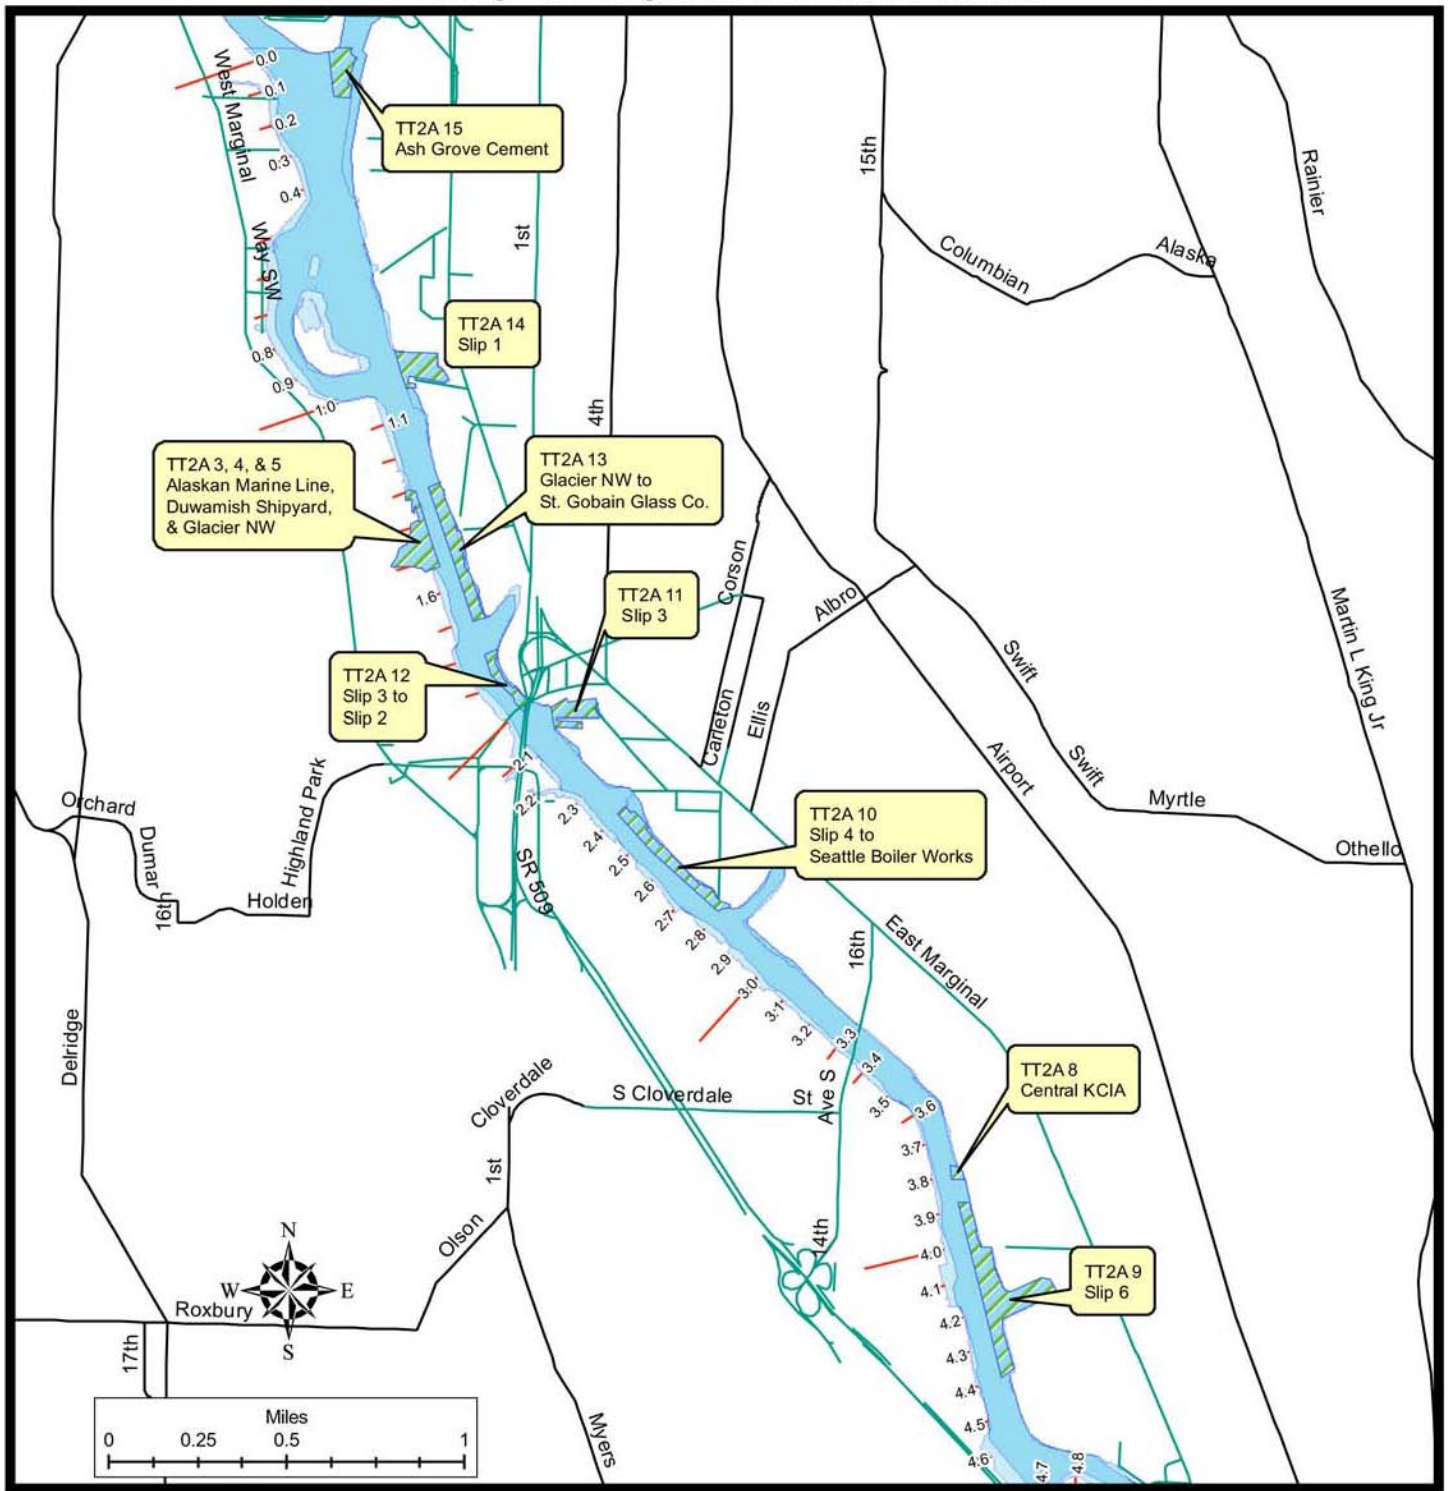 0.0
0.1
0.2
0.3
0.4
West Marginal
Way SW
TT2A 15
Ash Grove Cement
1st
15th
Rainier
Columbian
Alaska
TT2A 14
Slip 1
0.8
0.9
1.0
1.1
4th
TT2A 3, 4, & 5
Alaskan Marine Line,
Duwamish Shipyard,
& Glacier NW
TT2A 13
Glacier NW to
St. Gobain Glass Co.
1.6
TT2A 11
Slip 3
Corson
Albro
Swift
Martin L King Jr
TT2A 12
Slip 3 to
Slip 2
Carleton
Ellis
Airport
Swift
Myrtle
Othello
2.1
2.2
2.3
2.4
2.5
2.6
2.7
2.8
2.9
3.0
3.1
3.2
3.3
3.4
3.5
3.6
3.7
3.8
3.9
4.0
4.1
4.2
4.3
4.4
4.5
4.6
4.7
4.8
Orchard
Dumar
16th
Highland Park
Holden
SR 509
TT2A 10
Slip 4 to
Seattle Boiler Works
16th
East Marginal
Delridge
Cloverdale
S Cloverdale St
Ave S
TT2A 8
Central KCIA
1st
Olson
14th
TT2A 9
Slip 6
N
W E
S
Roxbury
17th
Myers
Miles
0 0.25 0.5 1